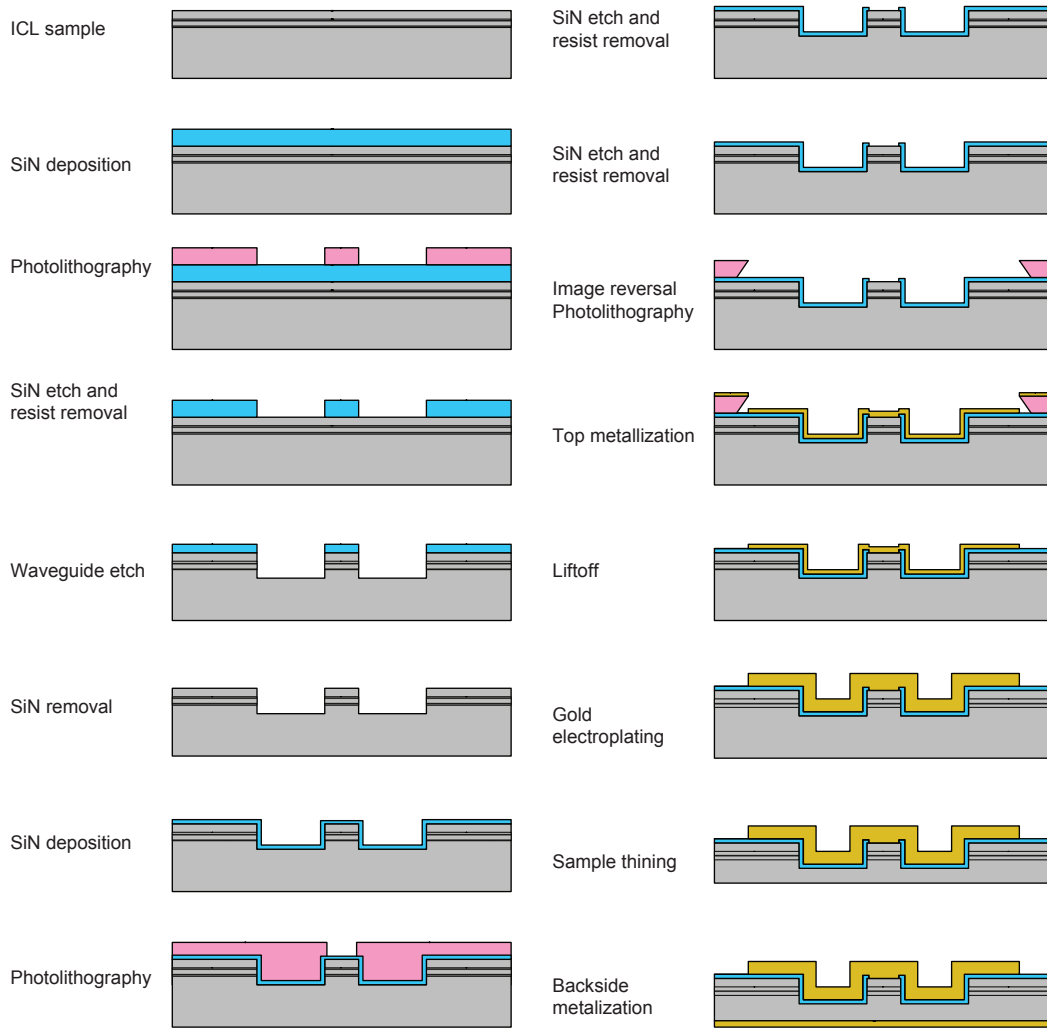 ICL sample
SiN deposition
Photolithography
SiN etch and
resist removal
Waveguide etch
SiN removal
SiN deposition
Photolithography
SiN etch and
resist removal
SiN etch and
resist removal
Image reversal
Photolithography
Top metallization
Liftoff
Gold
electroplating
Sample thining
Backside
metalization